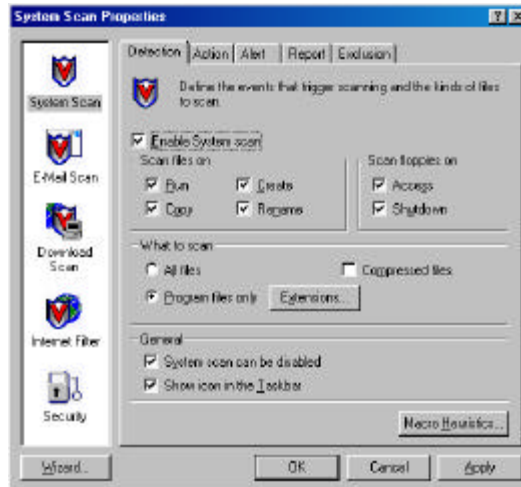 System Scan Properties
System Scan
E-Mail Scan
Download
Scan
Internet Filter
Security
Detection Action Alert Report Exclusion
Define the events that trigger scanning and the kinds of files
to scan.
Enable System scan
Scan files on
Run Create
Copy Rename
Scan floppies on
Access
Shutdown
What to scan
All files Compressed files
Program files only Extensions...
General
System scan can be disabled
Show icon in the Taskbar
Macro Heuristics...
Wizard... OK Cancel Apply